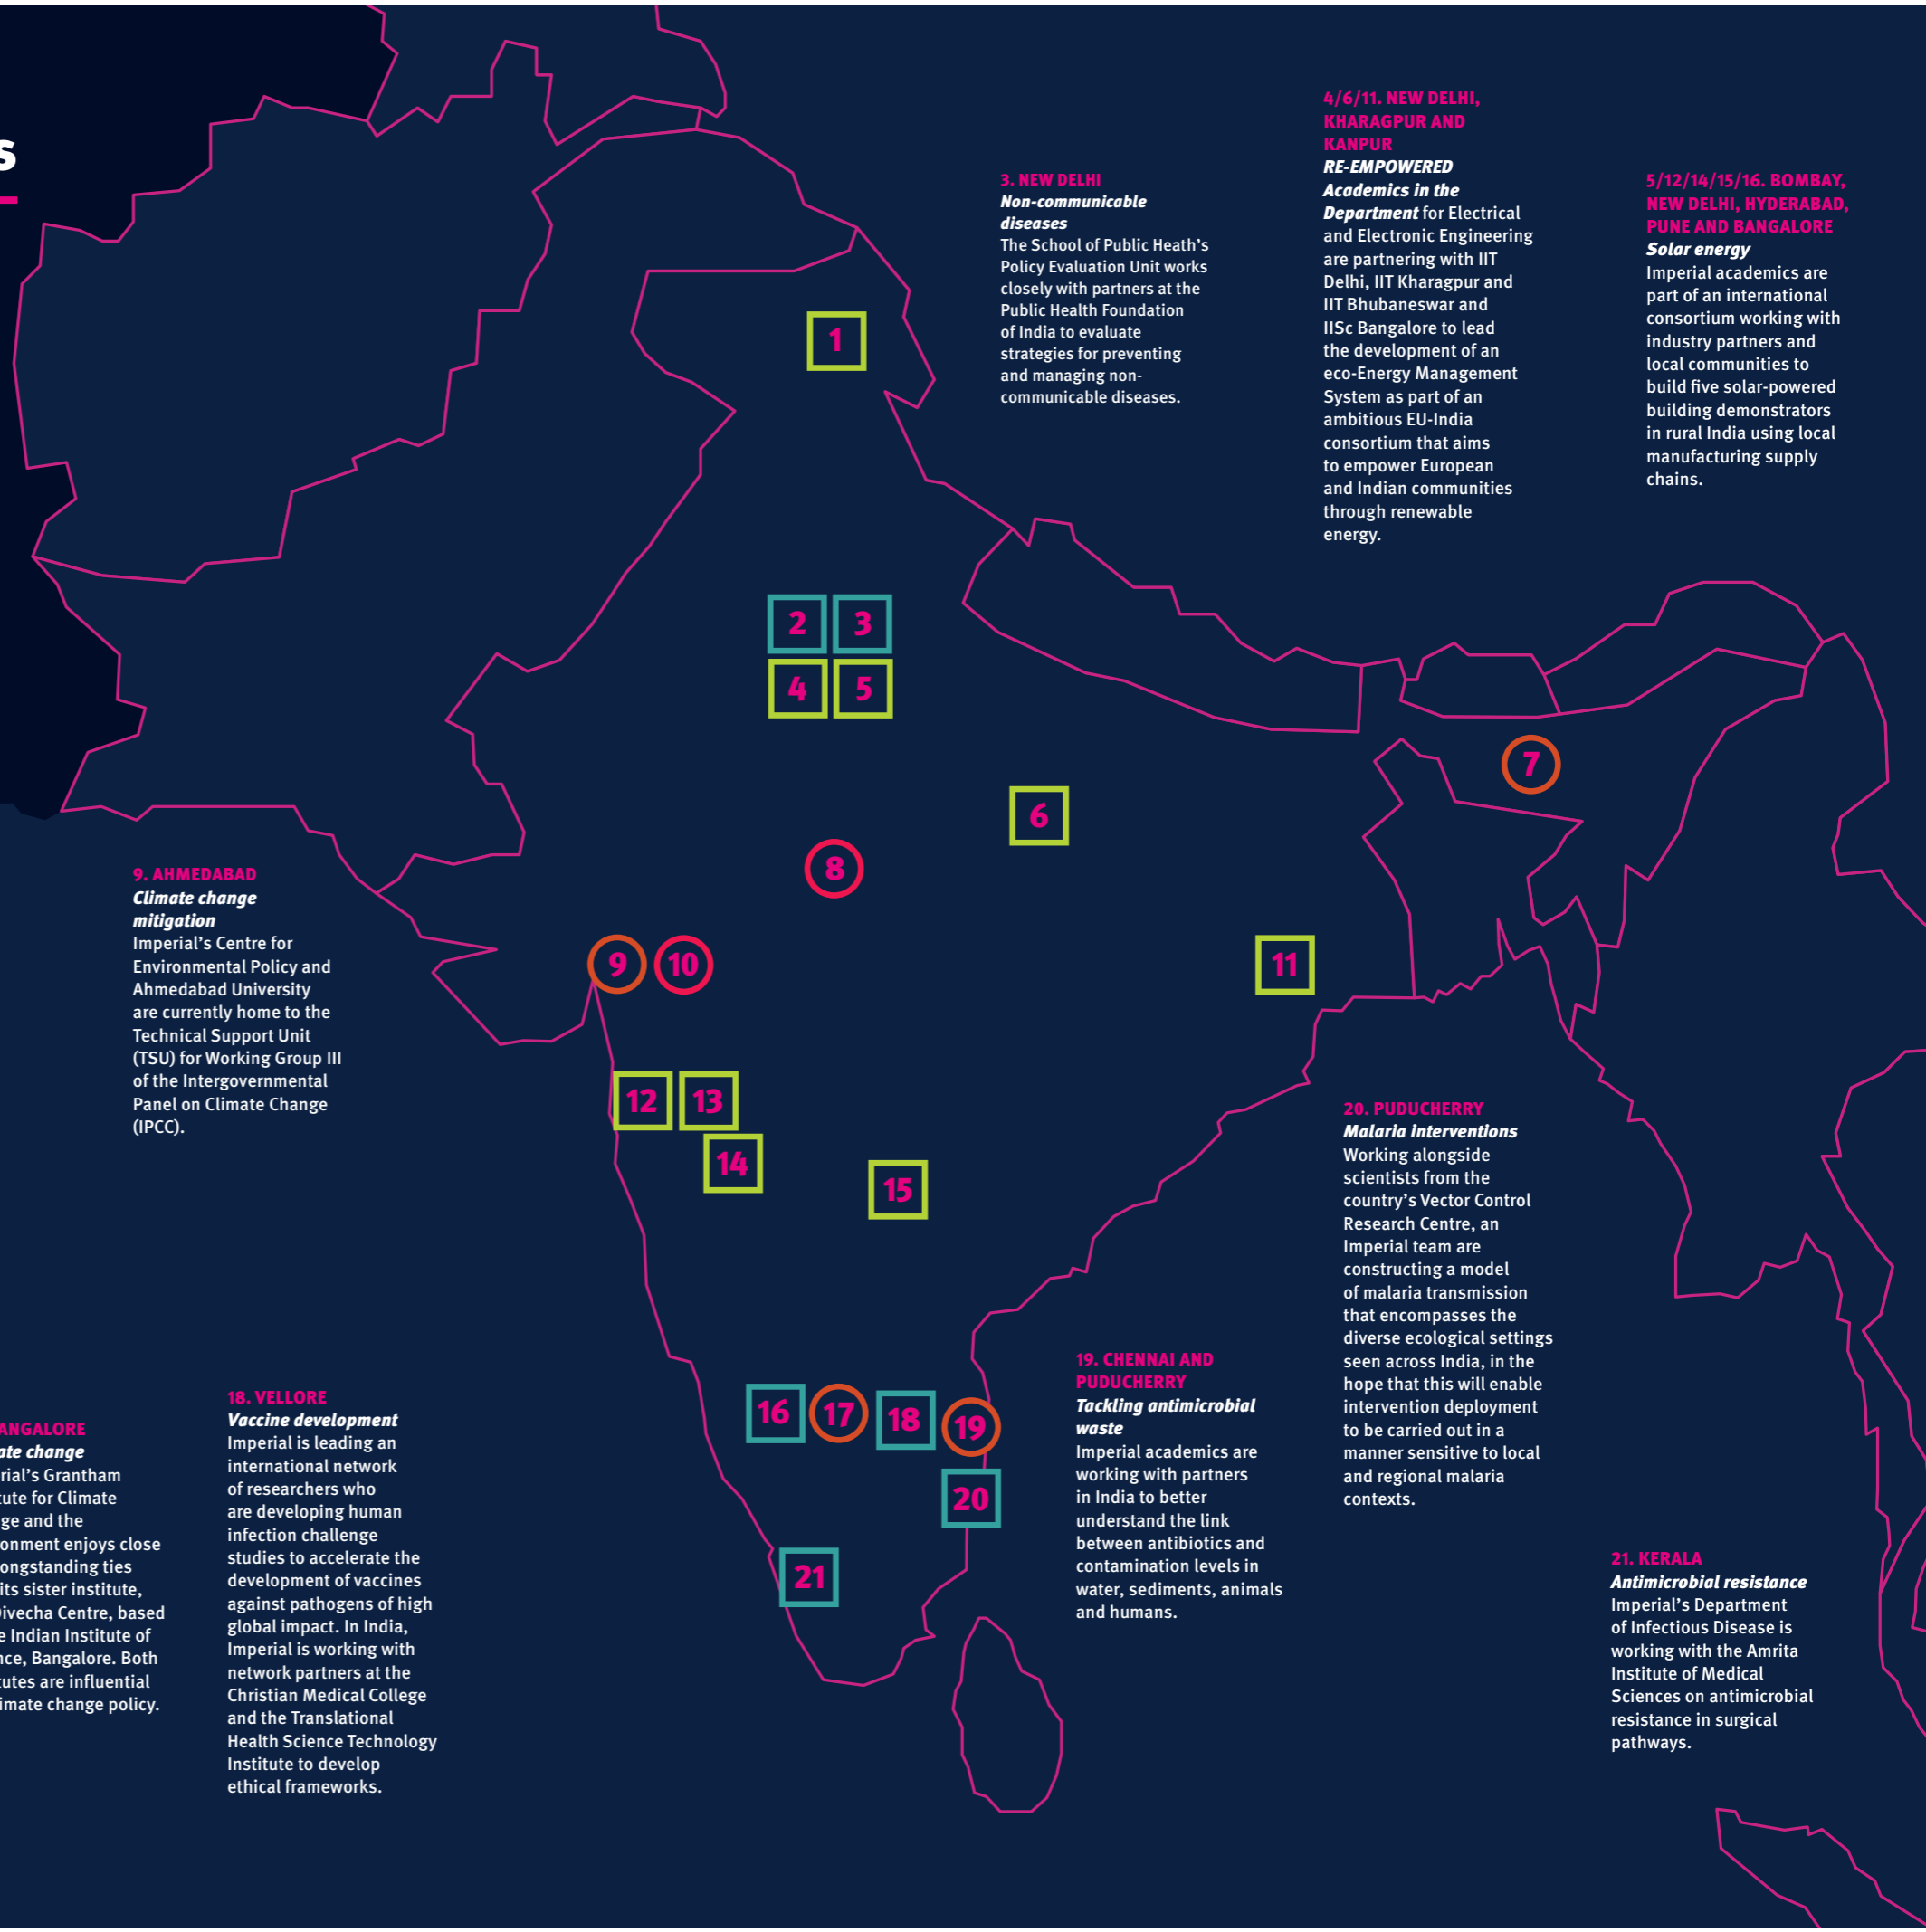 3. NEW DELHI
Non-communicable
diseases
The School of Public Heath’s
Policy Evaluation Unit works
closely with partners at the
Public Health Foundation
of India to evaluate
strategies for preventing
and managing non-
communicable diseases.
4/6/11. NEW DELHI,
KHARAGPUR AND
KANPUR
RE-EMPOWERED
Academics in the
Department for Electrical
and Electronic Engineering
are partnering with IIT
Delhi, IIT Kharagpur and
IIT Bhubaneswar and
IISc Bangalore to lead
the development of an
eco-Energy Management
System as part of an
ambitious EU-India
consortium that aims
to empower European
and Indian communities
through renewable
energy.
5/12/14/15/16. BOMBAY,
NEW DELHI, HYDERABAD,
PUNE AND BANGALORE
Solar energy
Imperial academics are
part of an international
consortium working with
industry partners and
local communities to
build five solar-powered
building demonstrators
in rural India using local
manufacturing supply
chains.
1
2 3
4 5
7
6
8
9 10
11
12 13
14
15
16 17 18 19
20
21
9. AHMEDABAD
Climate change
mitigation
Imperial’s Centre for
Environmental Policy and
Ahmedabad University
are currently home to the
Technical Support Unit
(TSU) for Working Group III
of the Intergovernmental
Panel on Climate Change
(IPCC).
ANGALORE
ate change
rial’s Grantham
tute for Climate
ge and the
onment enjoys close
ongstanding ties
its sister institute,
Divecha Centre, based
e Indian Institute of
nce, Bangalore. Both
tutes are influential
limate change policy.
18. VELLORE
Vaccine development
Imperial is leading an
international network
of researchers who
are developing human
infection challenge
studies to accelerate the
development of vaccines
against pathogens of high
global impact. In India,
Imperial is working with
network partners at the
Christian Medical College
and the Translational
Health Science Technology
Institute to develop
ethical frameworks.
19. CHENNAI AND
PUDUCHERRY
Tackling antimicrobial
waste
Imperial academics are
working with partners
in India to better
understand the link
between antibiotics and
contamination levels in
water, sediments, animals
and humans.
20. PUDUCHERRY
Malaria interventions
Working alongside
scientists from the
country’s Vector Control
Research Centre, an
Imperial team are
constructing a model
of malaria transmission
that encompasses the
diverse ecological settings
seen across India, in the
hope that this will enable
intervention deployment
to be carried out in a
manner sensitive to local
and regional malaria
contexts.
21. KERALA
Antimicrobial resistance
Imperial’s Department
of Infectious Disease is
working with the Amrita
Institute of Medical
Sciences on antimicrobial
resistance in surgical
pathways.